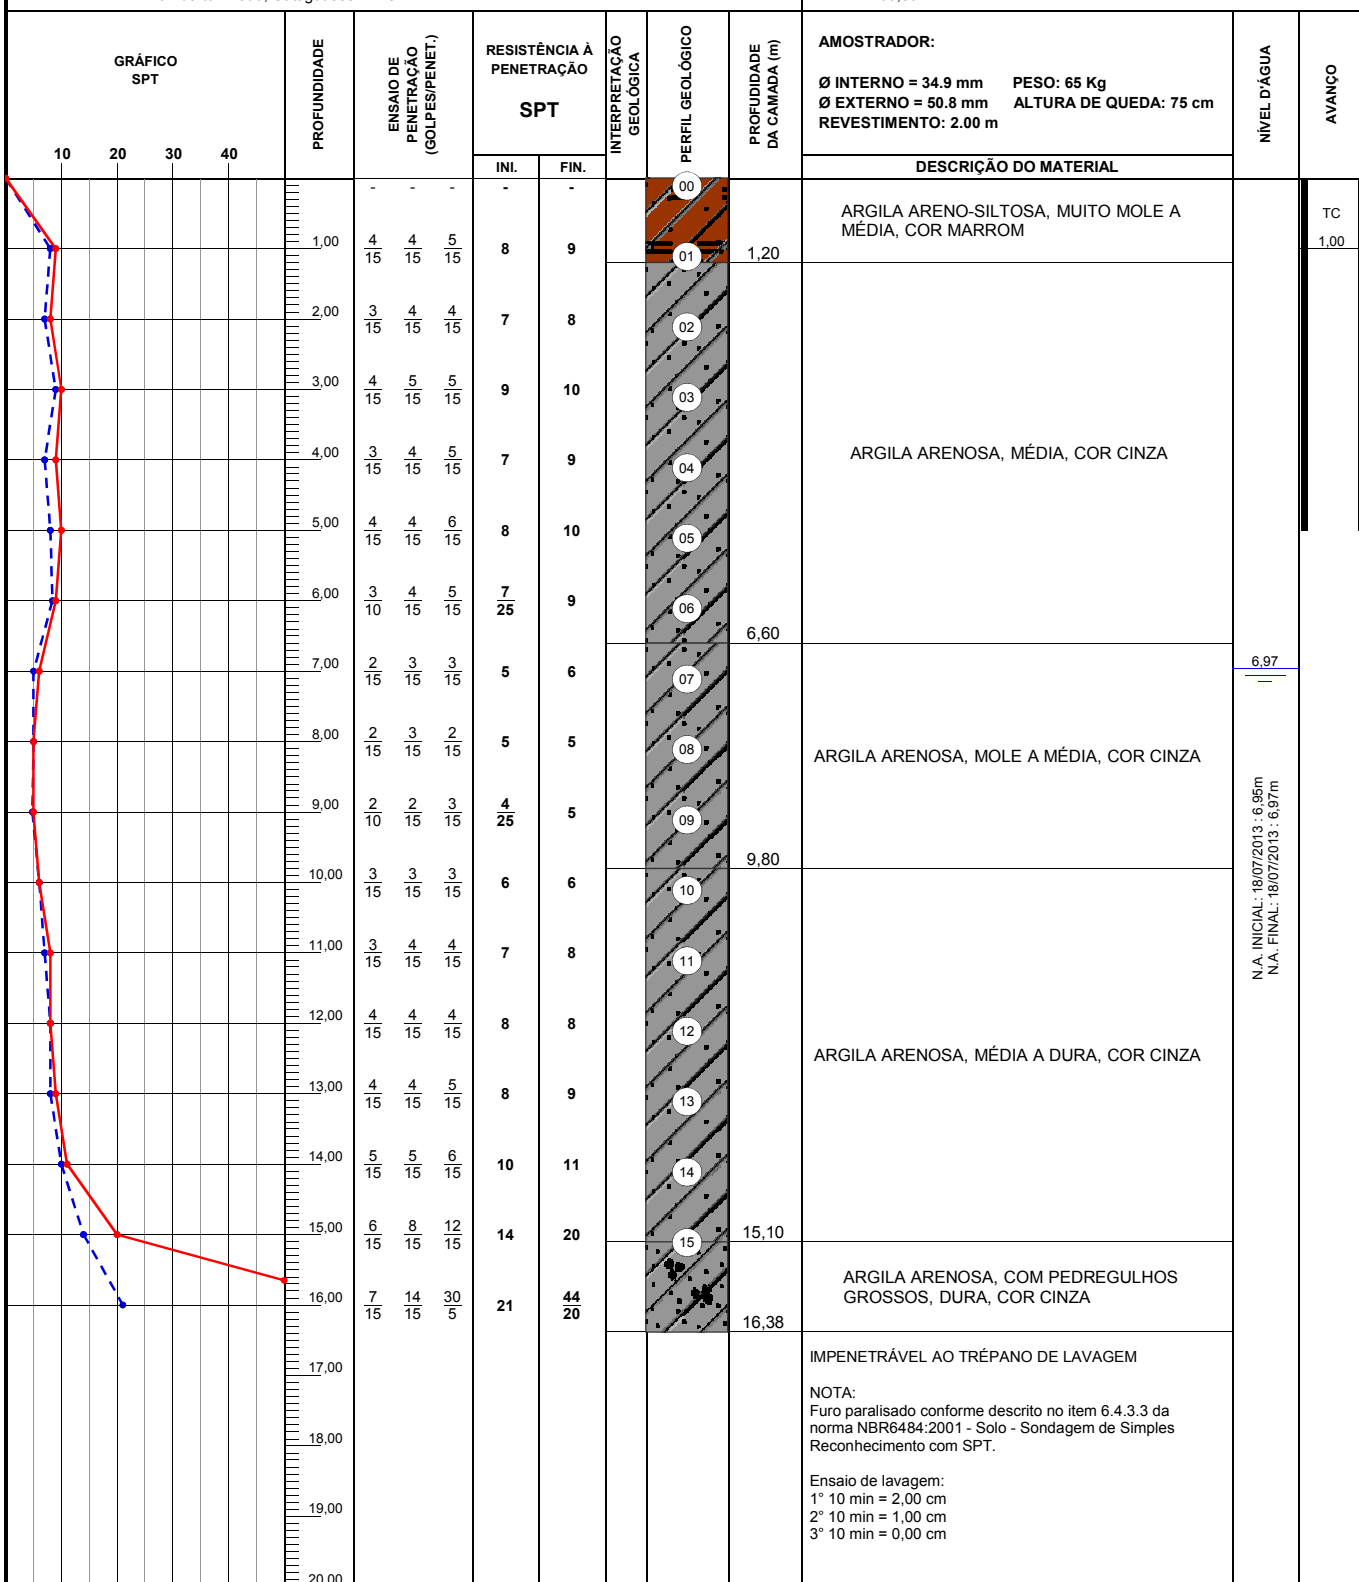 GRÁFICO
SPT
10 20 30 40
PROFUNDIDADE
ENSAIO DE
PENETRAÇÃO
(GOLPES/PENET.)
RESISTÊNCIA À
PENETRAÇÃO
SPT
INI. FIN.
INTERPRETAÇÃO
GEOLÓGICA
PERFIL GEOLÓGICO
PROFUDIDADE
DA CAMADA (m)
AMOSTRADOR:
Ø INTERNO = 34.9 mm PESO: 65 Kg
Ø EXTERNO = 50.8 mm ALTURA DE QUEDA: 75 cm
REVESTIMENTO: 2.00 m
DESCRIÇÃO DO MATERIAL
NÍVEL D'ÁGUA
AVANÇO
- - - - - 00
ARGILA ARENO-SILTOSA, MUITO MOLE A
MÉDIA, COR MARROM
TC
1,00
1,00 4/15 4/15 5/15 8 9 01 1,20
2,00 3/15 4/15 4/15 7 8 02
3,00 4/15 5/15 5/15 9 10 03
4,00 3/15 4/15 5/15 7 9 04
ARGILA ARENOSA, MÉDIA, COR CINZA
5,00 4/15 4/15 6/15 8 10 05
6,00 3/10 4/15 5/15 7/25 9 06
6,60
7,00 2/15 3/15 3/15 5 6 07
6,97
8,00 2/15 3/15 2/15 5 5 08
ARGILA ARENOSA, MOLE A MÉDIA, COR CINZA
9,00 2/10 2/15 3/15 4/25 5 09
9,80
N.A. INICIAL: 18/07/2013 : 6,95m
N.A. FINAL: 18/07/2013 : 6,97m
10,00 3/15 3/15 3/15 6 6 10
11,00 3/15 4/15 4/15 7 8 11
12,00 4/15 4/15 4/15 8 8 12
ARGILA ARENOSA, MÉDIA A DURA, COR CINZA
13,00 4/15 4/15 5/15 8 9 13
14,00 5/15 5/15 6/15 10 11 14
15,00 6/15 8/15 12/15 14 20 15 15,10
ARGILA ARENOSA, COM PEDREGULHOS
GROSSOS, DURA, COR CINZA
16,00 7/15 14/15 30/5 21 44/20
16,38
IMPENETRÁVEL AO TRÉPANO DE LAVAGEM
17,00
NOTA:
Furo paralisado conforme descrito no item 6.4.3.3 da
norma NBR6484:2001 - Solo - Sondagem de Simples
Reconhecimento com SPT.
18,00
Ensaio de lavagem:
1° 10 min = 2,00 cm
2° 10 min = 1,00 cm
3° 10 min = 0,00 cm
19,00
20,00